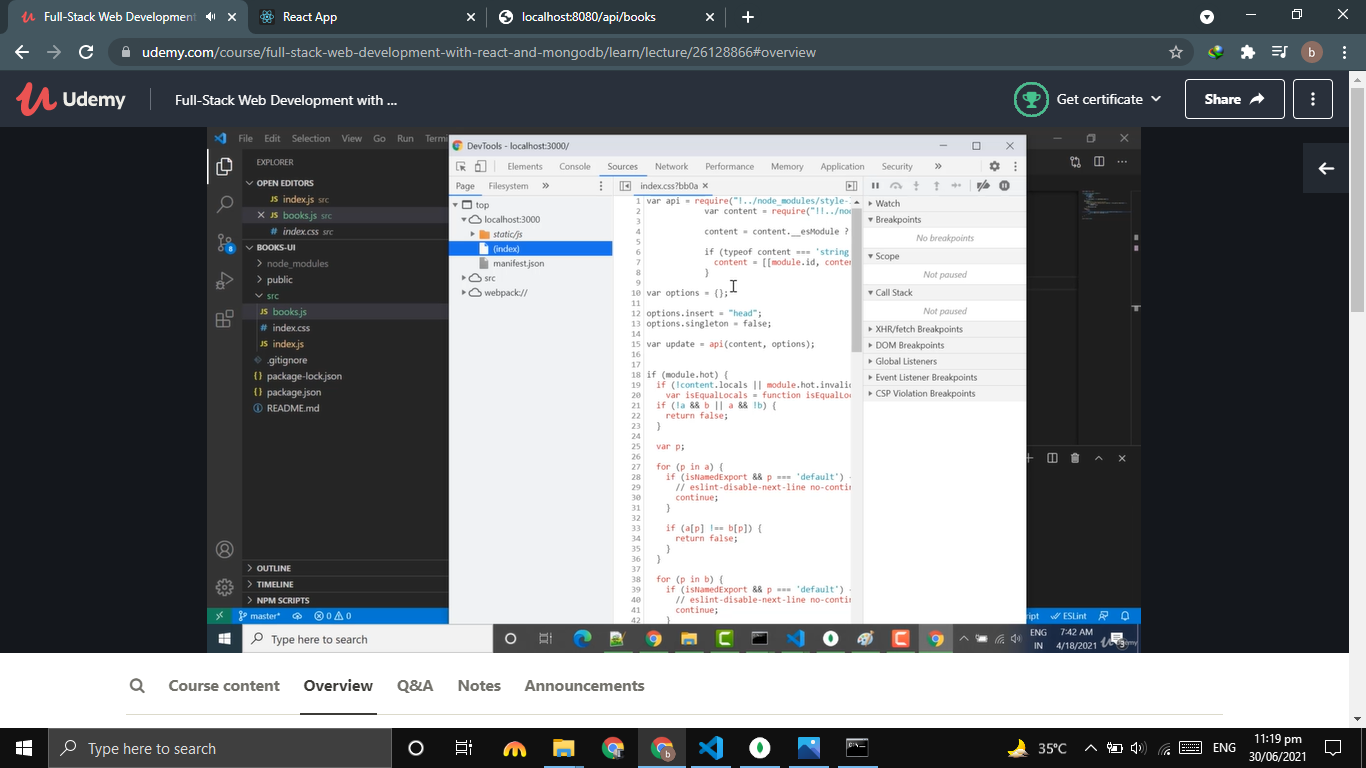 Full-Stack Web Development
React App
localhost:8080/api/books
udemy.com/course/full-stack-web-development-with-react-and-mongodb/learn/lecture/26128866#overview
b
Udemy
Full-Stack Web Development with ...
Get certificate
Share
File Edit Selection View Go Run Termi
EXPLORER
OPEN EDITORS
JS index.js src
JS books.js src
# index.css src
BOOKS-UI
node_modules
public
src
JS books.js
# index.css
JS index.js
.gitignore
{} package-lock.json
{} package.json
README.md
8
OUTLINE
TIMELINE
NPM SCRIPTS
master*
0 0
DevTools - localhost:3000/
Elements Console Sources Network Performance Memory Application Security »
Page Filesystem »
index.css?bb0a
top
localhost:3000
static/js
(index)
manifest.json
src
webpack://
1 var api = require("!../node_modules/style-
2 var content = require("!!../no
3
4 content = content.__esModule ?
5
6 if (typeof content === 'string
7 content = [[module.id, conten
8 }
9
10 var options = {};
11
12 options.insert = "head";
13 options.singleton = false;
14
15 var update = api(content, options);
16
17
18 if (module.hot) {
19 if (!content.locals || module.hot.invalid
20 var isEqualLocals = function isEqualLoc
21 if (!a && b || a && !b) {
22 return false;
23 }
24
25 var p;
26
27 for (p in a) {
28 if (isNamedExport && p === 'default') {
29 // eslint-disable-next-line no-contin
30 continue;
31 }
32
33 if (a[p] !== b[p]) {
34 return false;
35 }
36 }
37
38 for (p in b) {
39 if (isNamedExport && p === 'default') {
40 // eslint-disable-next-line no-contin
41 continue;
42 }
Watch
Breakpoints
No breakpoints
Scope
Not paused
Call Stack
Not paused
XHR/fetch Breakpoints
DOM Breakpoints
Global Listeners
Event Listener Breakpoints
CSP Violation Breakpoints
ript ESLint
Type here to search
ENG
IN
7:42 AM
4/18/2021
3
Udemy
Course content Overview Q&A Notes Announcements
Type here to search
b
35°C
ENG
11:19 pm
30/06/2021